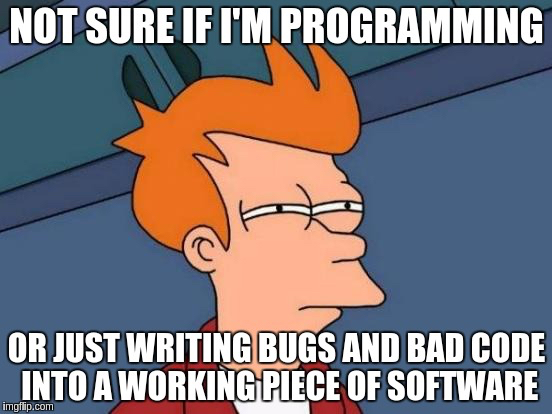 NOT SURE IF I'M PROGRAMMING
OR JUST WRITING BUGS AND BAD CODE
INTO A WORKING PIECE OF SOFTWARE
imgflip.com